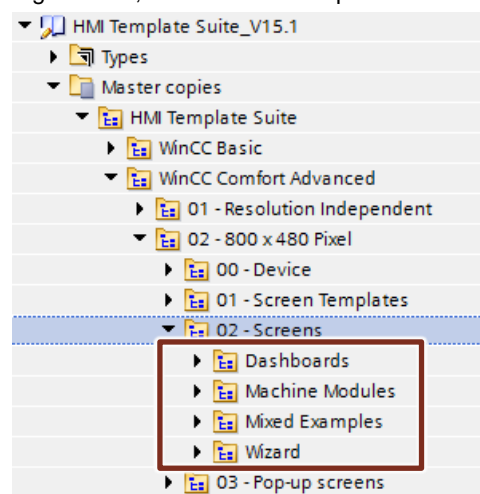 HMI Template Suite_V15.1
Types
Master copies
HMI Template Suite
WinCC Basic
WinCC Comfort Advanced
01 - Resolution Independent
02 - 800 x 480 Pixel
00 - Device
01 - Screen Templates
02 - Screens
Dashboards
Machine Modules
Mixed Examples
Wizard
03 - Pop-up screens